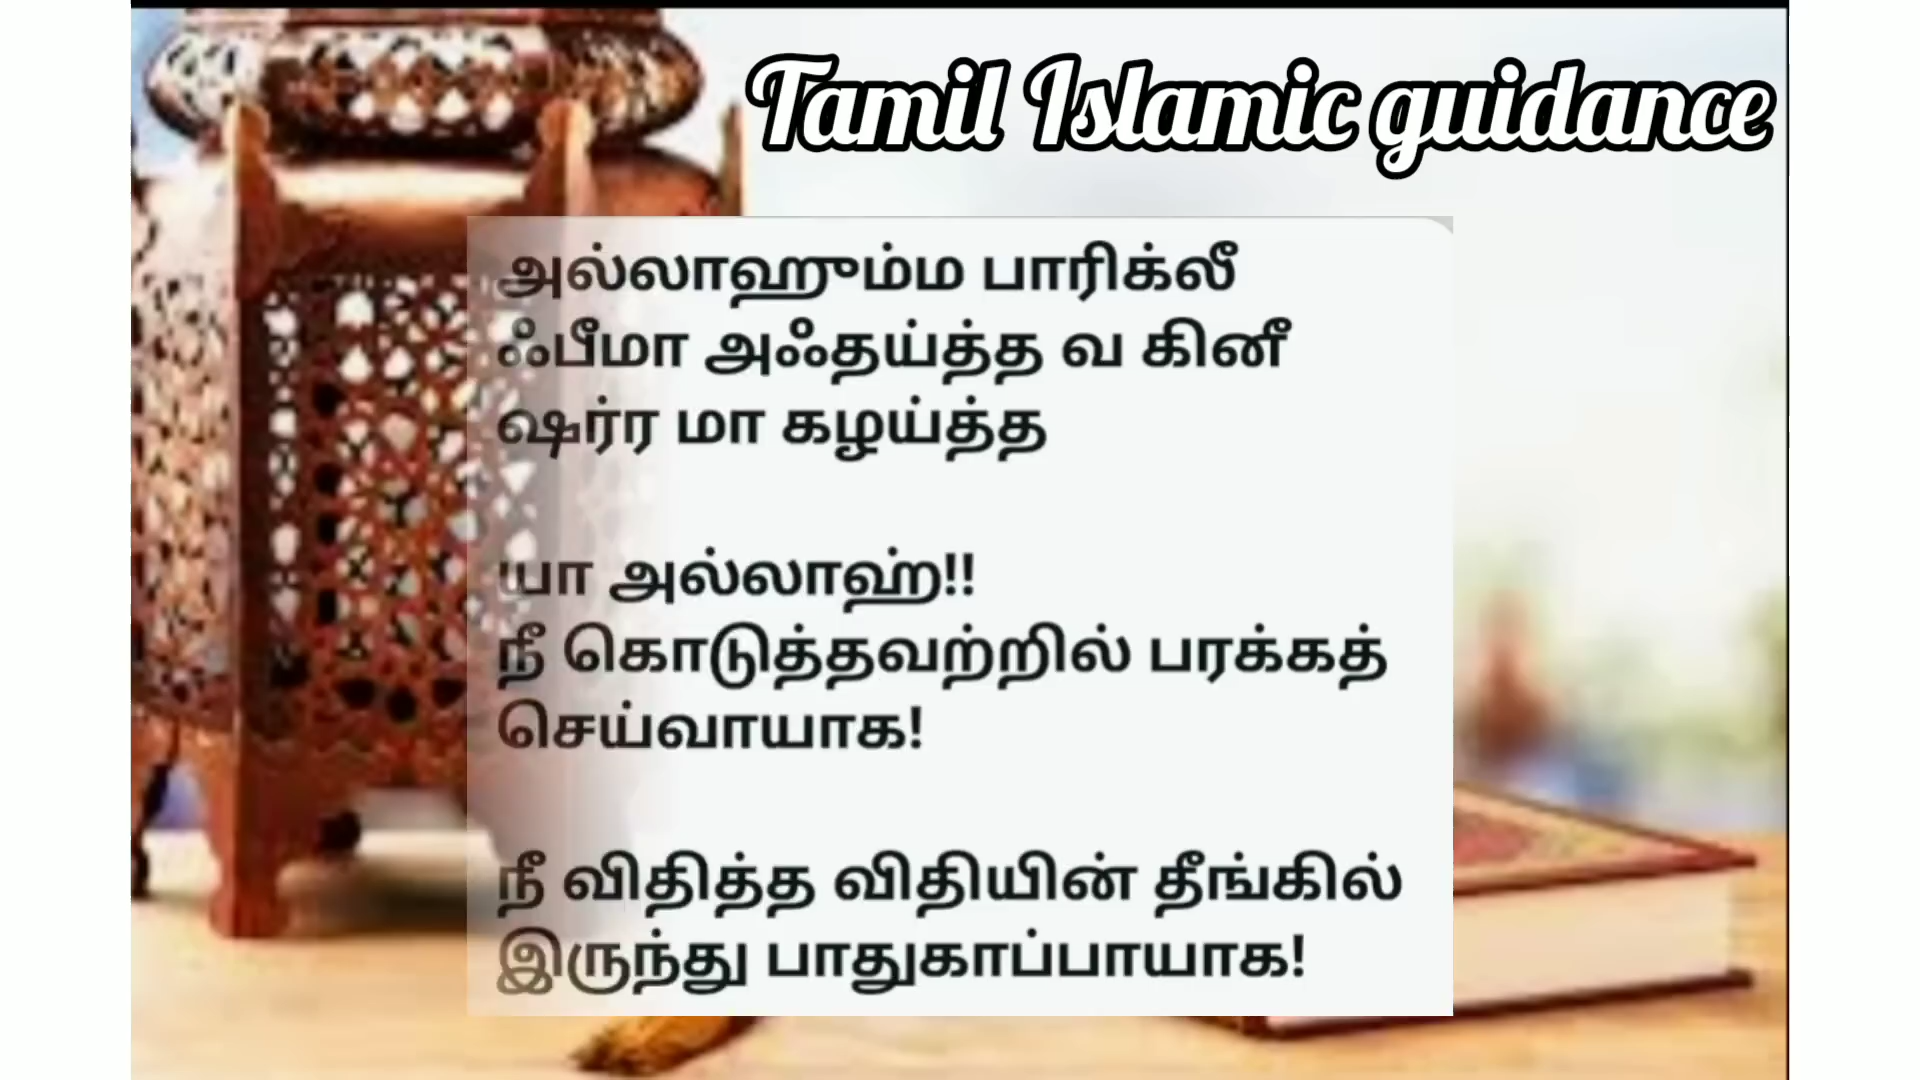 Tamil Islamic guidance
அல்லாஹும்ம பாரிக்லீ
ஃபீமா அஃதய்த்த வ கினீ
ஷர்ர மா கழய்த்த
யா அல்லாஹ்!!
நீ கொடுத்தவற்றில் பரக்கத்
செய்வாயாக!
நீ விதித்த விதியின் தீங்கில்
இருந்து பாதுகாப்பாயாக!